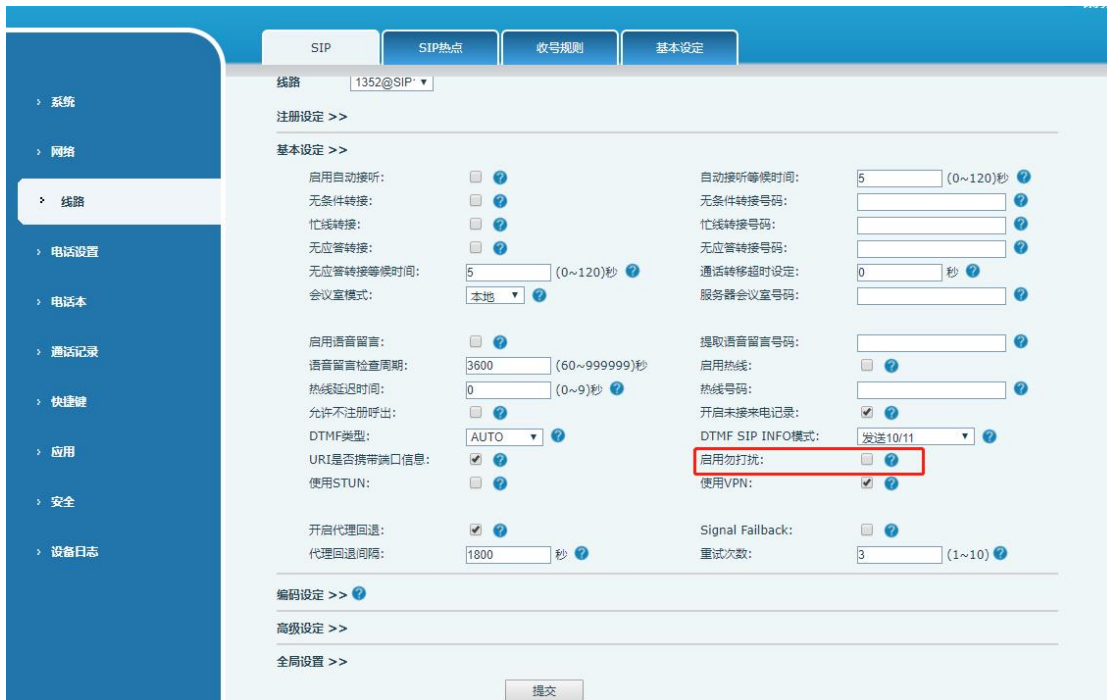 SIP
SIP热点
收号规则
基本设定
系统
网络
线路
电话设置
电话本
通话记录
快捷键
应用
安全
设备日志
线路 1352@SIP
注册设定 >>
基本设定 >>
启用自动接听: 自动接听等候时间: 5 (0~120)秒
无条件转接: 无条件转接号码:
忙线转接: 忙线转接号码:
无应答转接: 无应答转接号码:
无应答转接等候时间: 5 (0~120)秒 通话转移超时设定: 0 秒
会议室模式: 本地 服务器会议室号码:
启用语音留言: 提取语音留言号码:
语音留言检查周期: 3600 (60~999999)秒 启用热线:
热线延迟时间: 0 (0~9)秒 热线号码:
允许不注册呼出: 开启未接来电记录:
DTMF类型: AUTO DTMF SIP INFO模式: 发送10/11
URI是否携带端口信息: 启用勿打扰:
使用STUN: 使用VPN:
开启代理回退: Signal Failback:
代理回退间隔: 1800 秒 重试次数: 3 (1~10)
编码设定 >>
高级设定 >>
全局设置 >>
提交